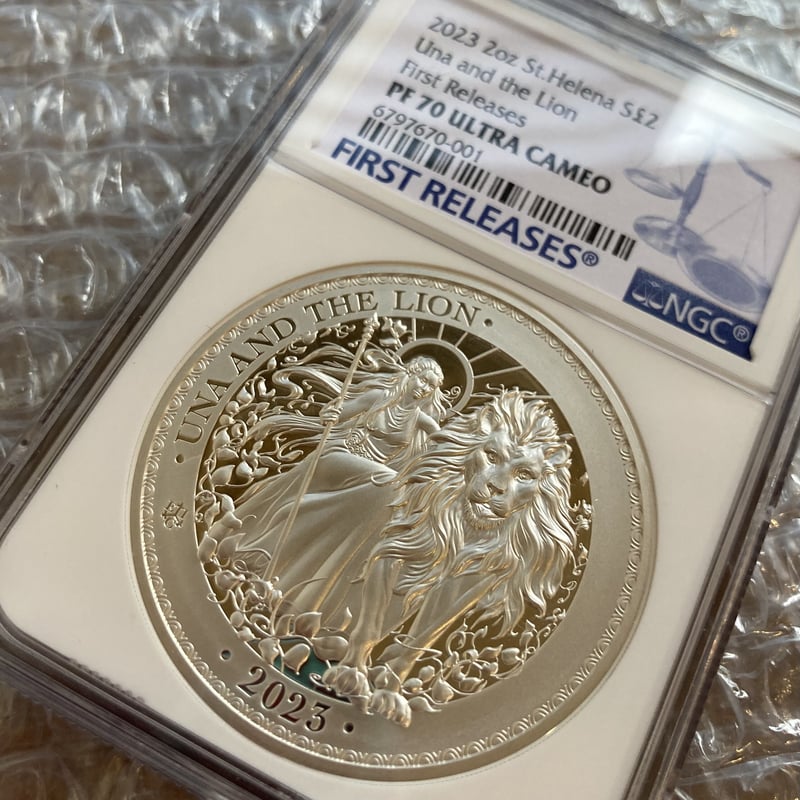 2023 2oz St.Helena S£2
Una and the Lion
First Releases
PF 70 ULTRA CAMEO
6797670-001
FIRST RELEASES®
NGC®
· UNA AND THE LION ·
· 2023 ·